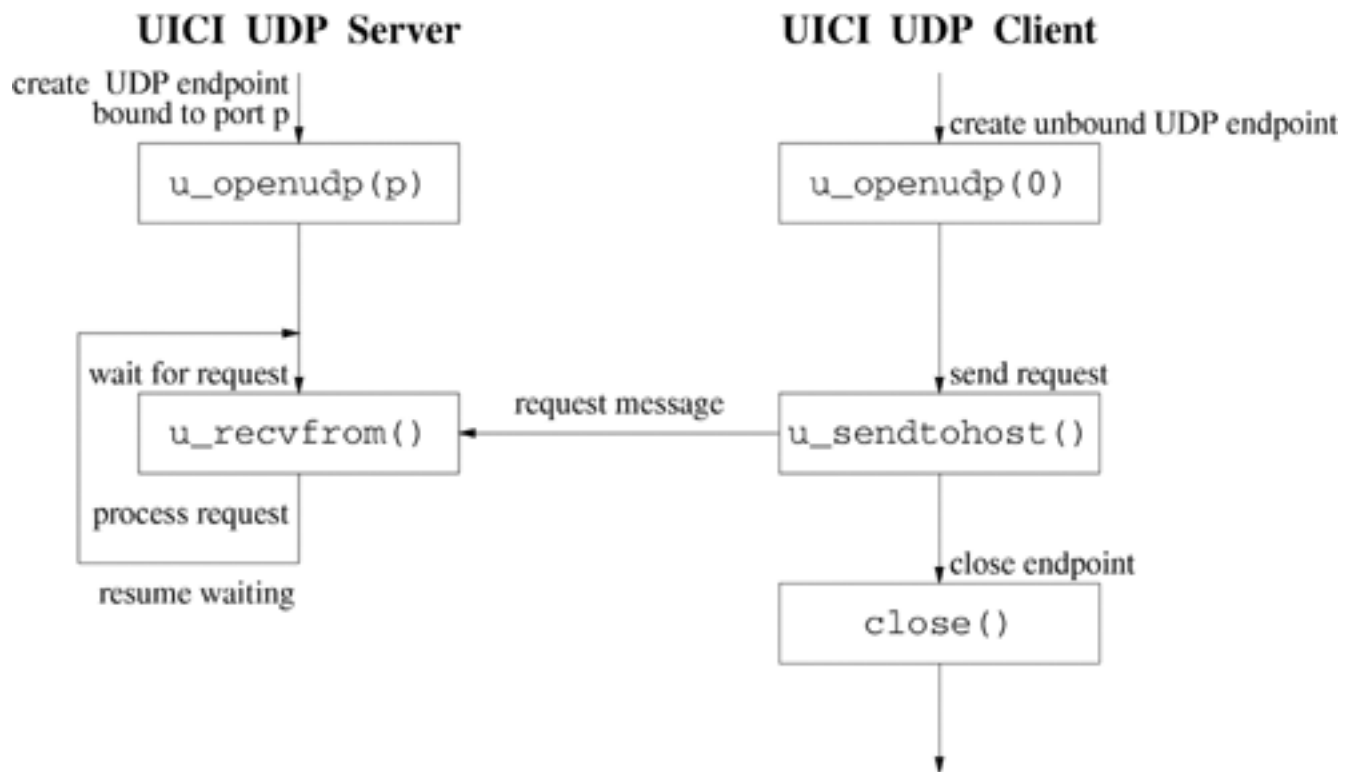 UICI UDP Server
UICI UDP Client
create UDP endpoint
bound to port p
create unbound UDP endpoint
u_openudp(p)
u_openudp(0)
wait for request
send request
request message
u_recvfrom()
u_sendtohost()
process request
close endpoint
resume waiting
close()